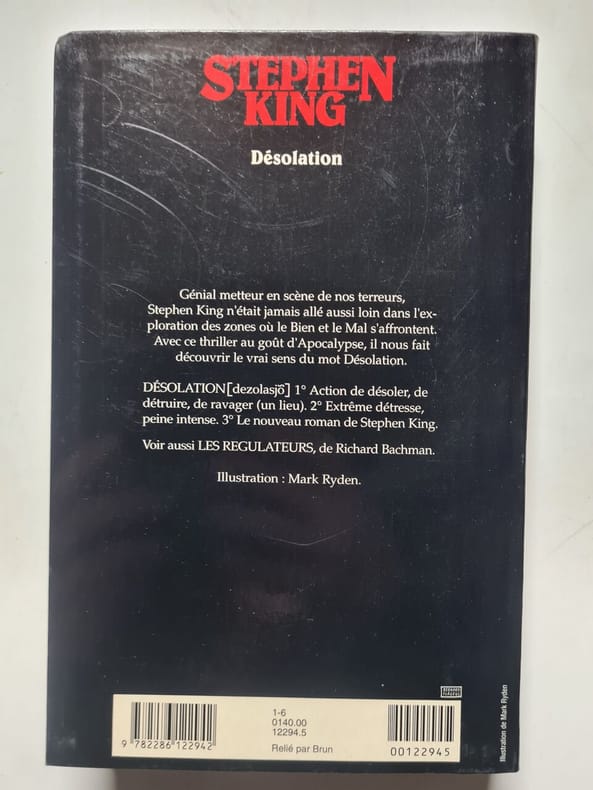 STEPHEN
KING
Désolation
Génial metteur en scène de nos terreurs,
Stephen King n'était jamais allé aussi loin dans l'ex-
ploration des zones où le Bien et le Mal s'affrontent.
Avec ce thriller au goût d'Apocalypse, il nous fait
découvrir le vrai sens du mot Désolation.
DÉSOLATION[dezolasjõ] 1° Action de désoler, de
détruire, de ravager (un lieu). 2° Extrême détresse,
peine intense. 3° Le nouveau roman de Stephen King.
Voir aussi LES REGULATEURS, de Richard Bachman.
Illustration : Mark Ryden.
Illustration de Mark Ryden
1-6
0140.00
12294.5
Relié par Brun
9 782286 122942
00122945